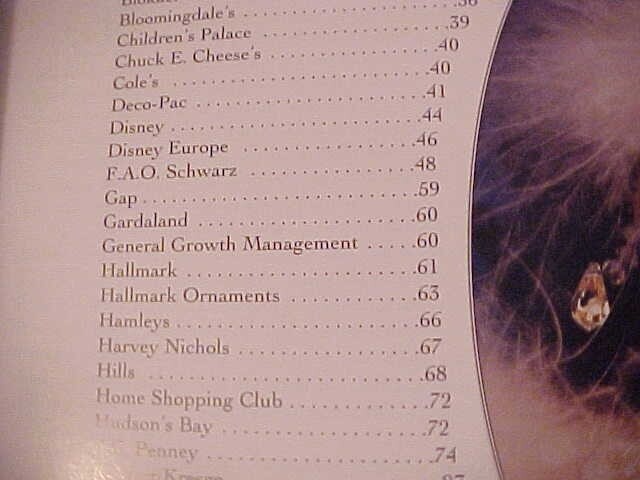 Bloomingdale's . . . . . . . . . . . . . . . . . . . .38
Children's Palace . . . . . . . . . . . . . . . . . .39
Chuck E. Cheese's . . . . . . . . . . . . . . . . .40
Cole's . . . . . . . . . . . . . . . . . . . . . . . . .40
Deco-Pac . . . . . . . . . . . . . . . . . . . . . . .41
Disney . . . . . . . . . . . . . . . . . . . . . . . . .44
Disney Europe . . . . . . . . . . . . . . . . . . .46
F.A.O. Schwarz . . . . . . . . . . . . . . . . . .48
Gap . . . . . . . . . . . . . . . . . . . . . . . . . . .59
Gardaland . . . . . . . . . . . . . . . . . . . . . .60
General Growth Management . . . . .60
Hallmark . . . . . . . . . . . . . . . . . . . . . . .61
Hallmark Ornaments . . . . . . . . . . . .63
Hamleys . . . . . . . . . . . . . . . . . . . . . . . .66
Harvey Nichols . . . . . . . . . . . . . . . . . .67
Hills . . . . . . . . . . . . . . . . . . . . . . . . . . .68
Home Shopping Club . . . . . . . . . . . . .72
Hudson's Bay . . . . . . . . . . . . . . . . . . . .72
Penney . . . . . . . . . . . . . . . . . . . . . .74